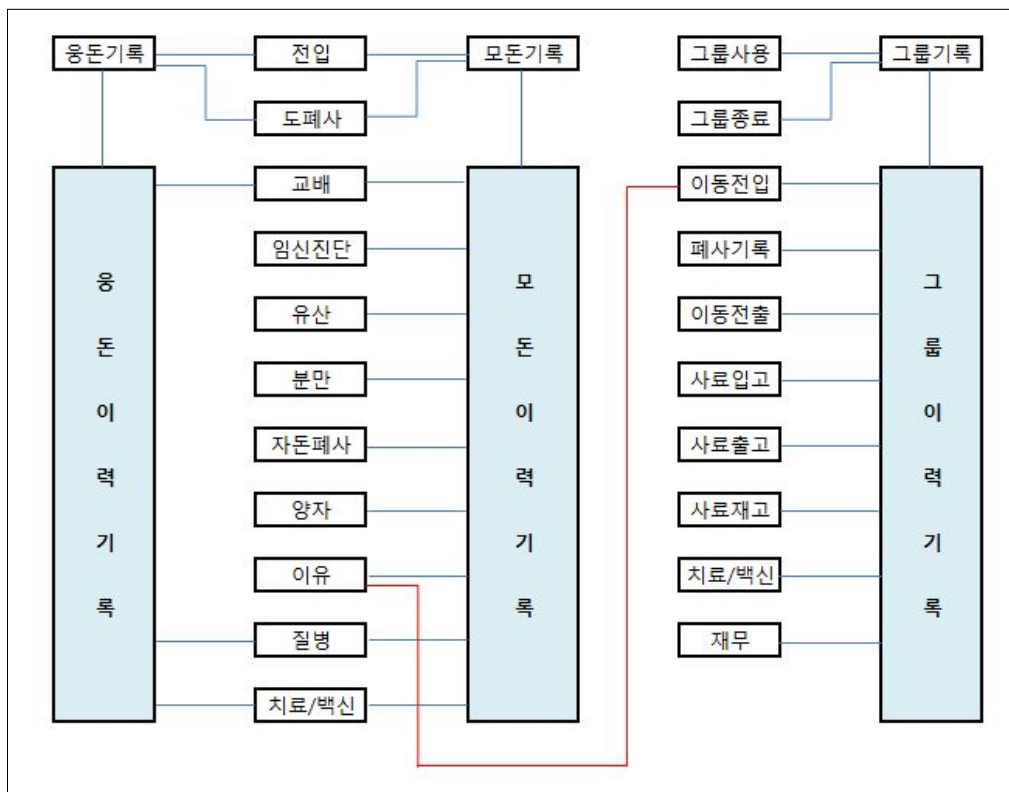 웅돈기록
전입
모돈기록
그룹사용
그룹기록
도폐사
그룹종료
교배
이동전입
임신진단
폐사기록
유산
이동전출
분만
사료입고
자돈폐사
사료출고
양자
사료재고
이유
치료/백신
질병
재무
치료/백신
웅돈이력기록
모돈이력기록
그룹이력기록